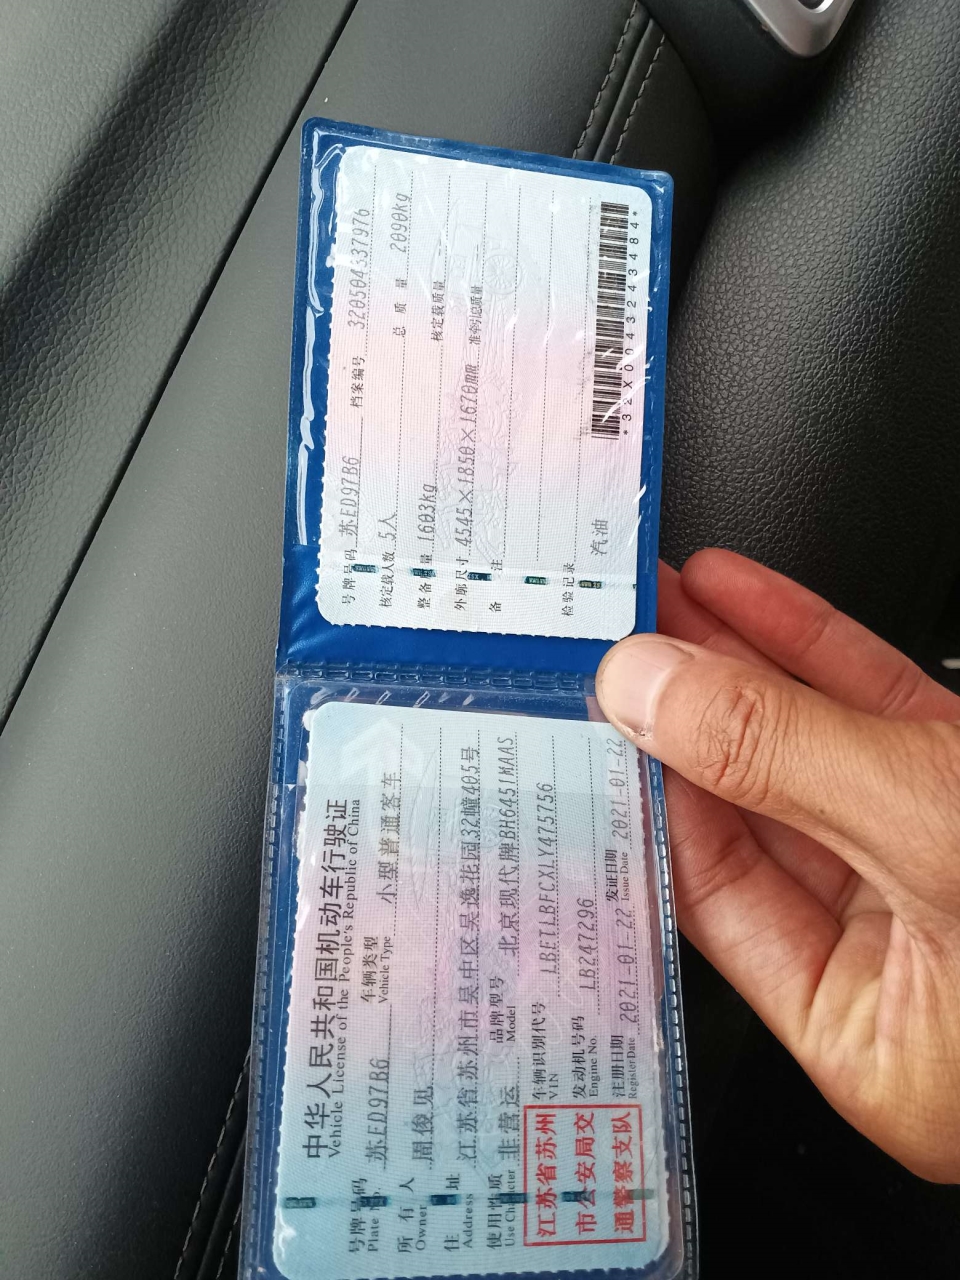 中华人民共和国机动车行驶证
Vehicle License of the People's Republic of China
号牌号码 苏ED97B6 车辆类型 小型普通客车
Plate No. Vehicle Type
所有人 周俊见
Owner
住址 江苏省苏州市吴中区吴逸花园32幢405号
Address
使用性质 非营运 品牌型号 北京现代牌BH6451MAAS
Use Character Model
江苏省苏州
市公安局交
通警察支队
车辆识别代号 LBETLBFCXLY475756
VIN
发动机号码 LB247296
Engine No.
注册日期 2021-01-22 发证日期 2021-01-22
Register Date Issue Date
号牌号码 苏ED97B6 档案编号 320504337976
核定载人数 5人 总质量 2090kg
整备质量 1603kg 核定载质量
外廓尺寸 4545×1850×1670mm 准牵引总质量
备注
检验记录 汽油
*32X0043243484*